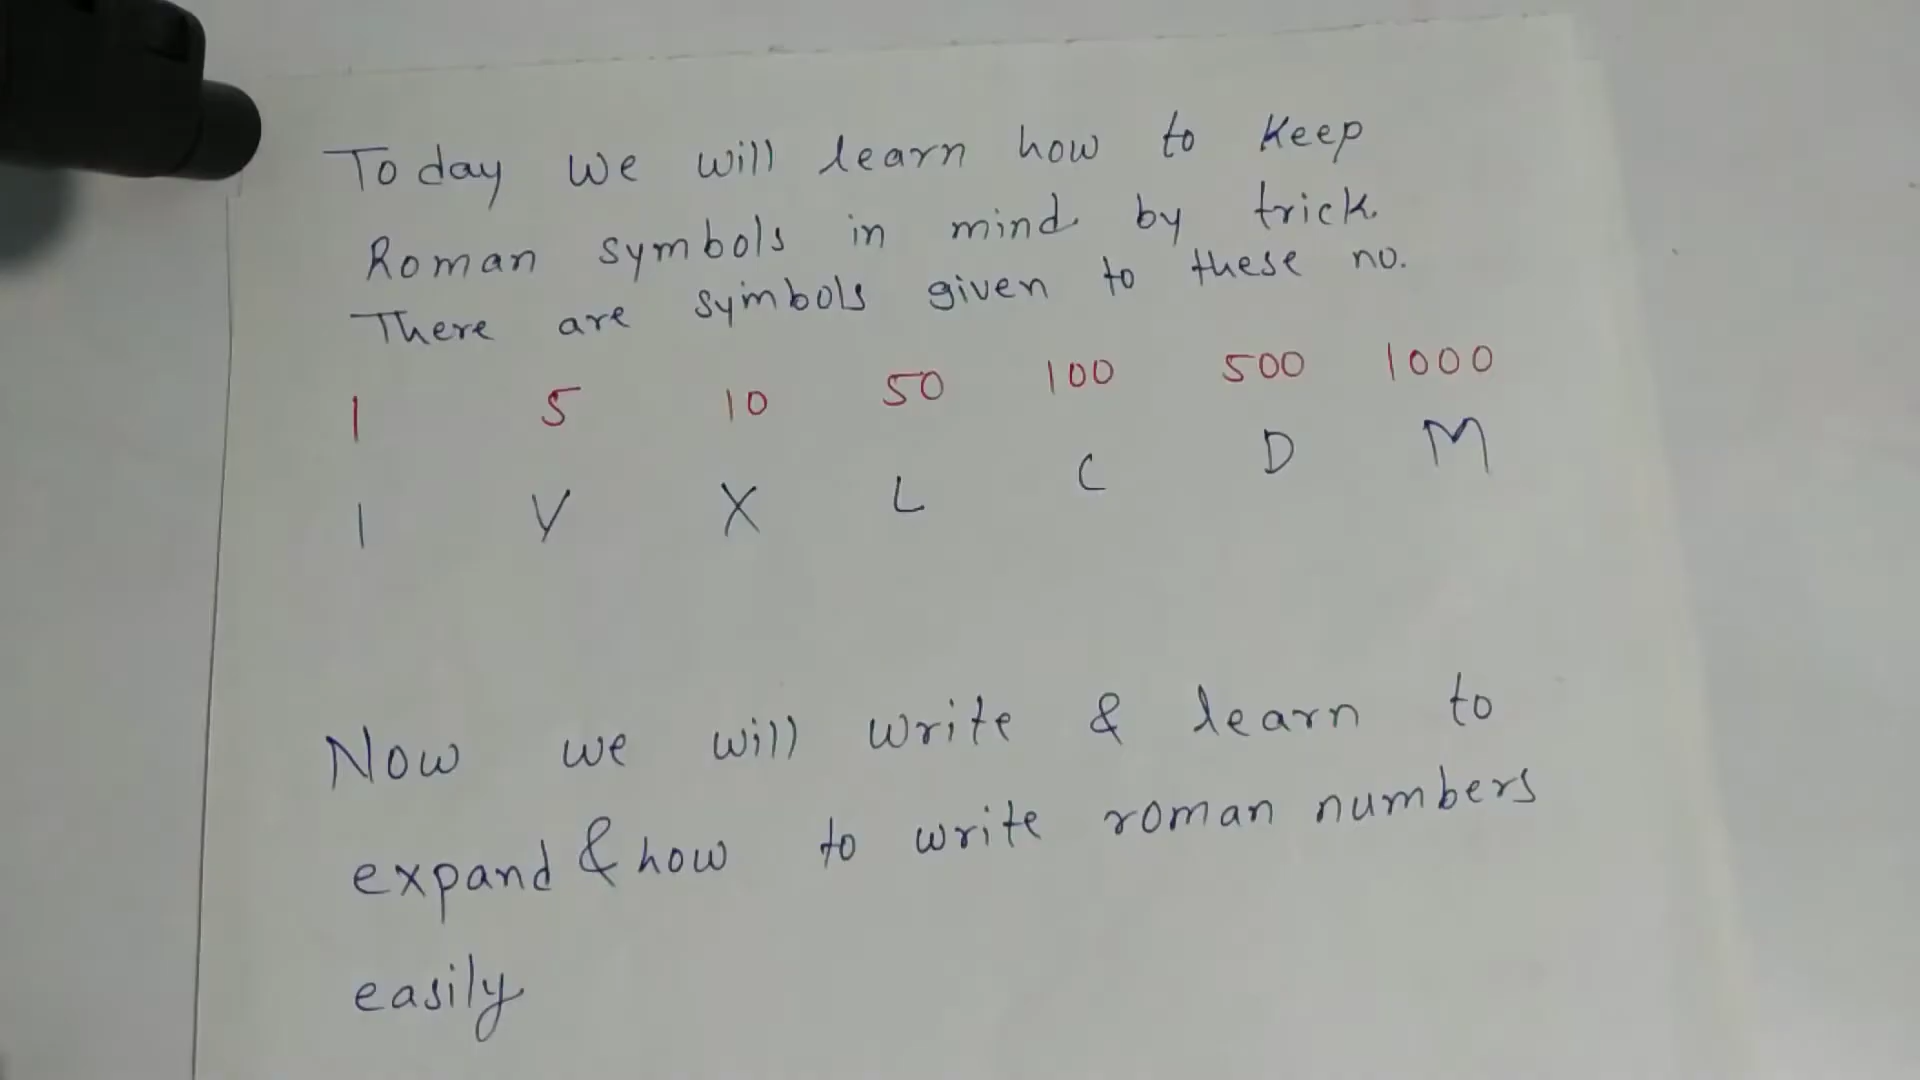 Today we will learn how to keep
Roman symbols in mind by trick.
There are symbols given to these no.
1 5 10 50 100 500 1000
I V X L C D M
Now we will write & learn to
expand & how to write roman numbers
easily